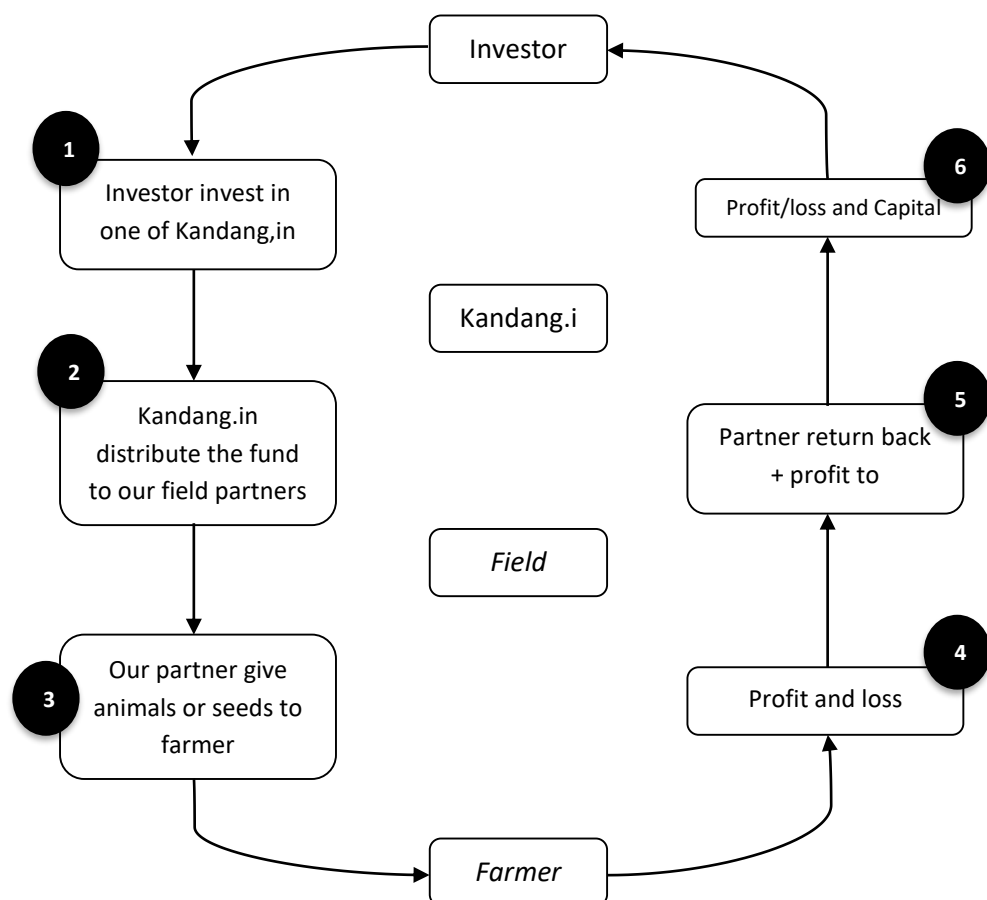 Investor
1
Investor invest in
one of Kandang,in
2
Kandang.in
distribute the fund
to our field partners
3
Our partner give
animals or seeds to
farmer
Farmer
4
Profit and loss
5
Partner return back
+ profit to
6
Profit/loss and Capital
Kandang.i
Field